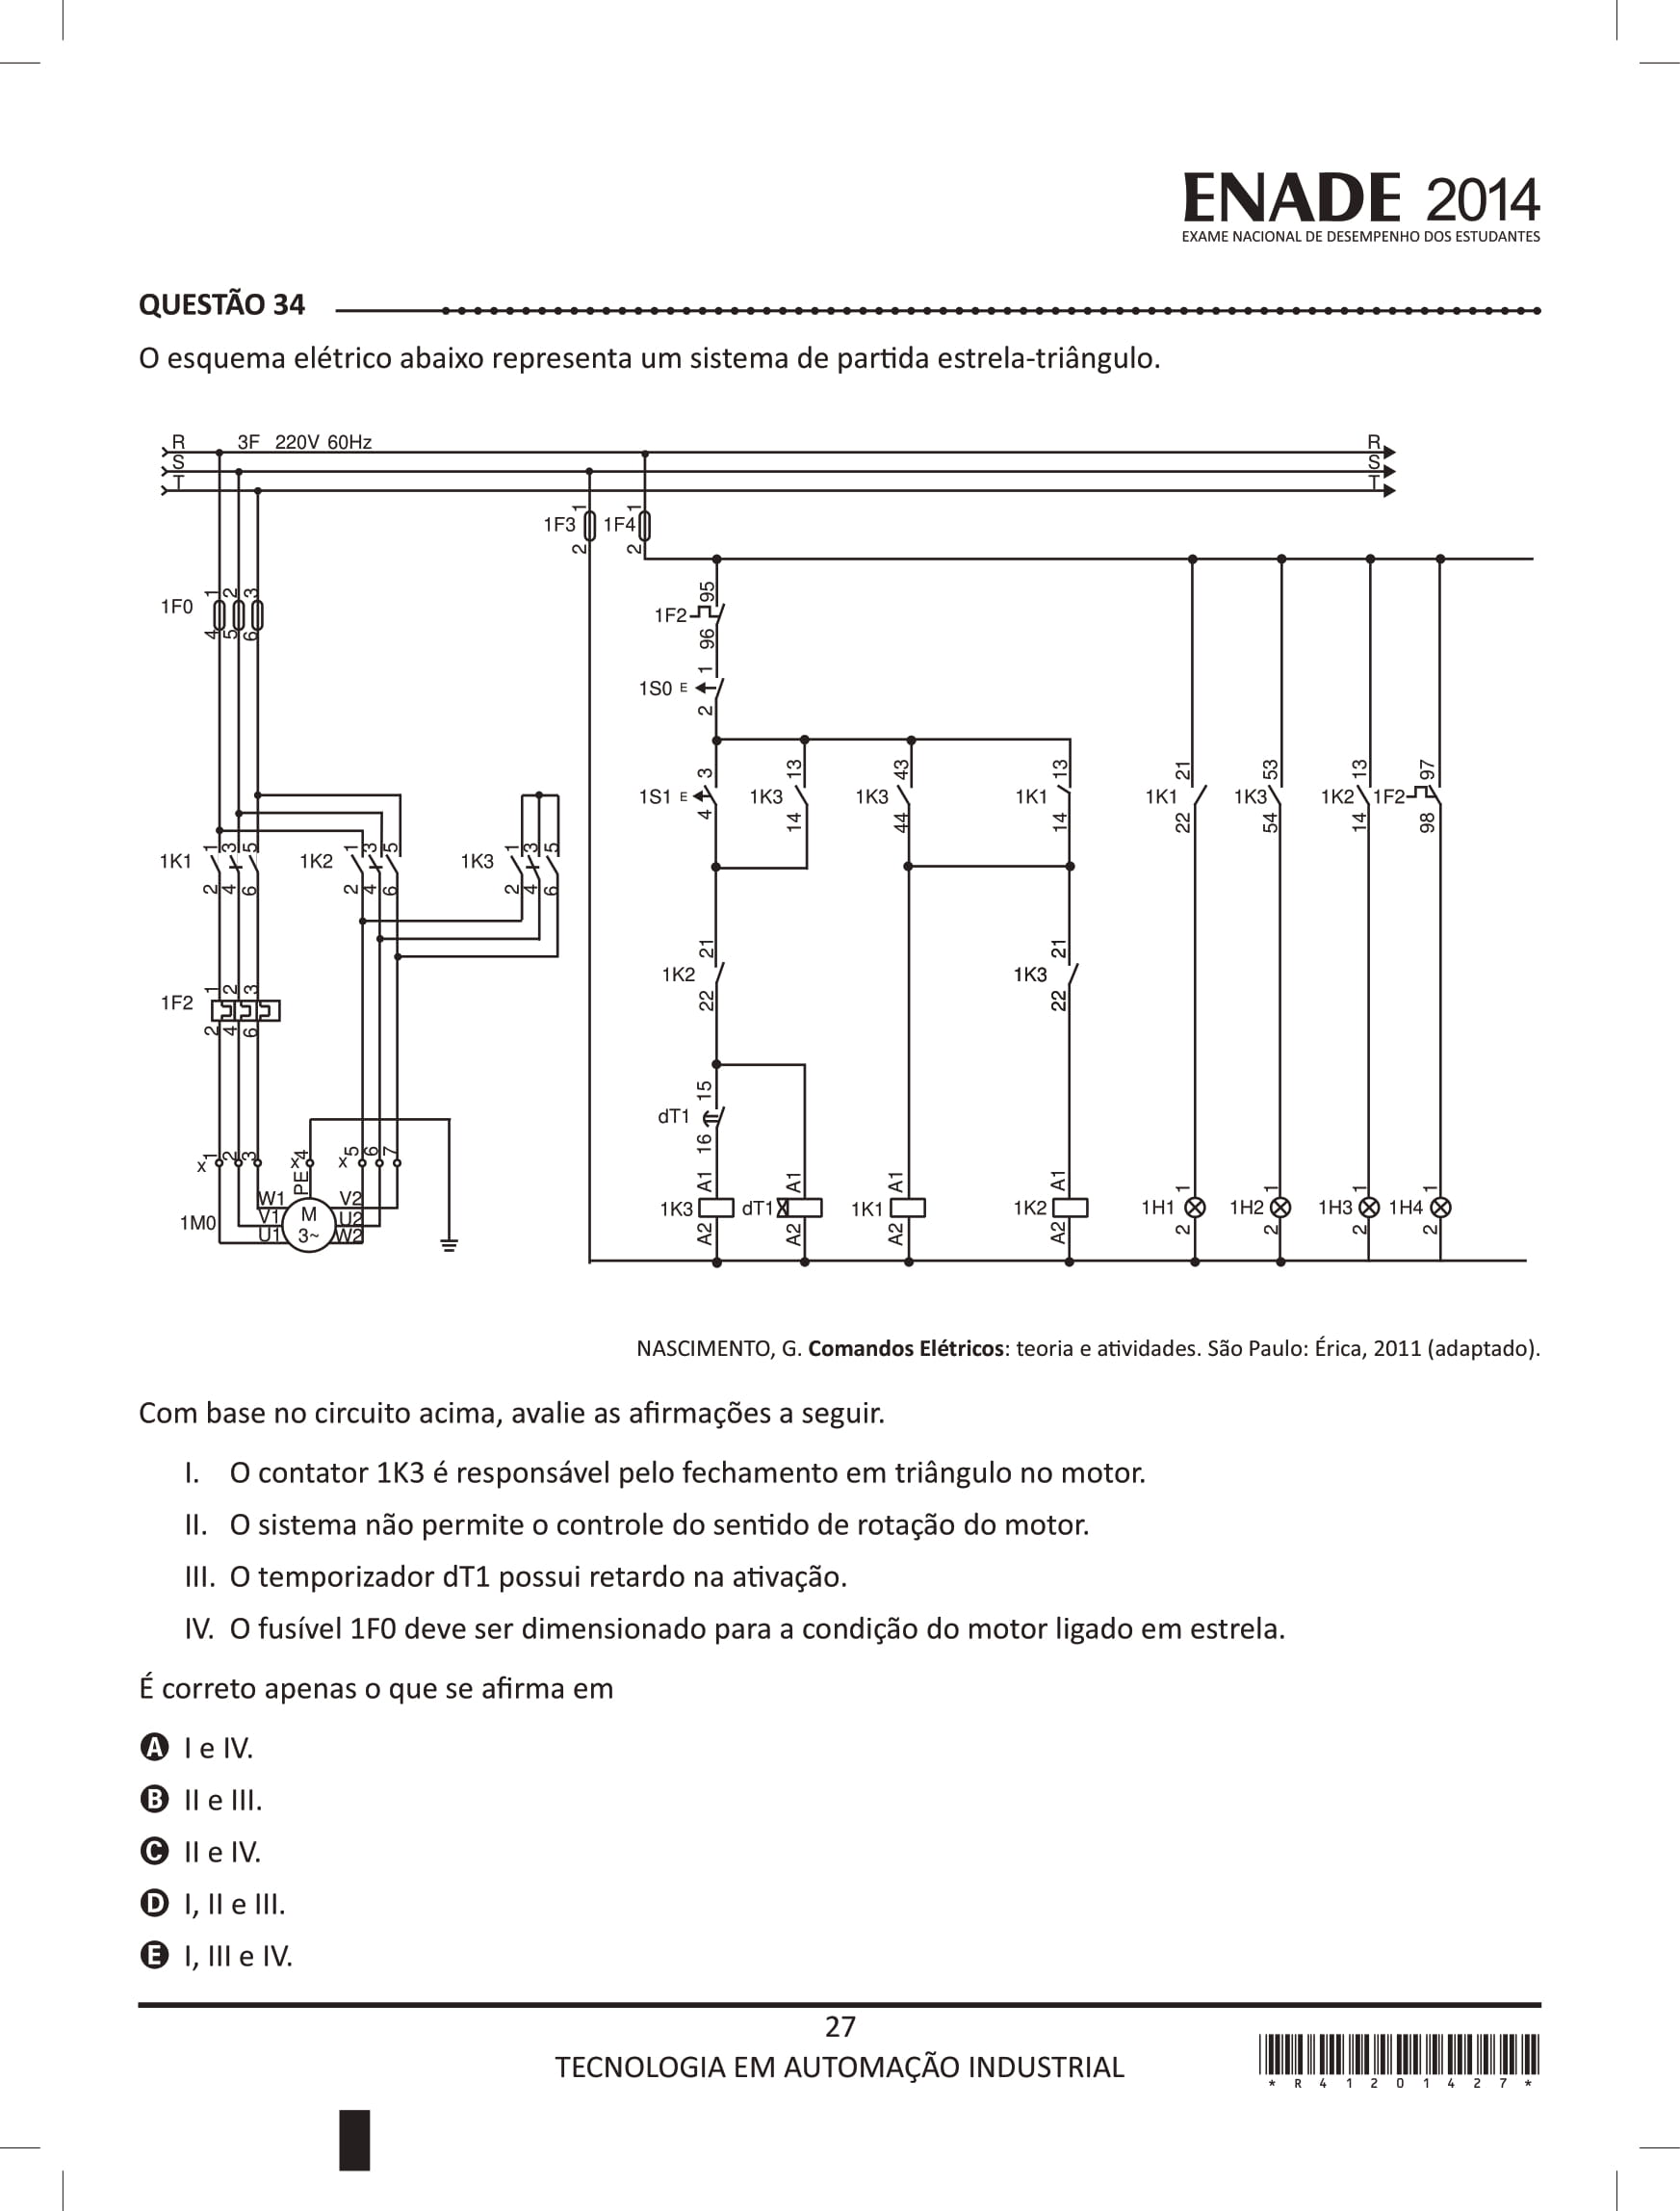 ENADE 2014
EXAME NACIONAL DE DESEMPENHO DOS ESTUDANTES
QUESTÃO 34
O esquema elétrico abaixo representa um sistema de partida estrela-triângulo.
R 3F 220V 60Hz R
S S
T T
1F3 1 2 1F4 1 2
1F0 1 2 3 4 5 6
1F2 95 96
1S0 E 1 2
1S1 E 3 4 1K3 13 14 1K3 43 44 1K1 13 14 1K1 21 22 1K3 53 54 1K2 13 14 1F2 97 98
1K1 1 3 5 2 4 6 1K2 1 3 5 2 4 6 1K3 1 3 5 2 4 6
1K2 21 22 1K3 21 22
1F2 1 2 3 2 4 6
dT1 15 16
x 1 2 3 x 4 PE x 5 6 7
W1 V2
1M0 V1 M U2
U1 3~ W2
1K3 A1 A2 dT1 A1 A2 1K1 A1 A2 1K2 A1 A2 1H1 1 2 1H2 1 2 1H3 1 2 1H4 1 2
NASCIMENTO, G. Comandos Elétricos: teoria e atividades. São Paulo: Érica, 2011 (adaptado).
Com base no circuito acima, avalie as afirmações a seguir.
I. O contator 1K3 é responsável pelo fechamento em triângulo no motor.
II. O sistema não permite o controle do sentido de rotação do motor.
III. O temporizador dT1 possui retardo na ativação.
IV. O fusível 1F0 deve ser dimensionado para a condição do motor ligado em estrela.
É correto apenas o que se afirma em
A I e IV.
B II e III.
C II e IV.
D I, II e III.
E I, III e IV.
27
TECNOLOGIA EM AUTOMAÇÃO INDUSTRIAL
* R 4 1 2 0 1 4 2 7 *